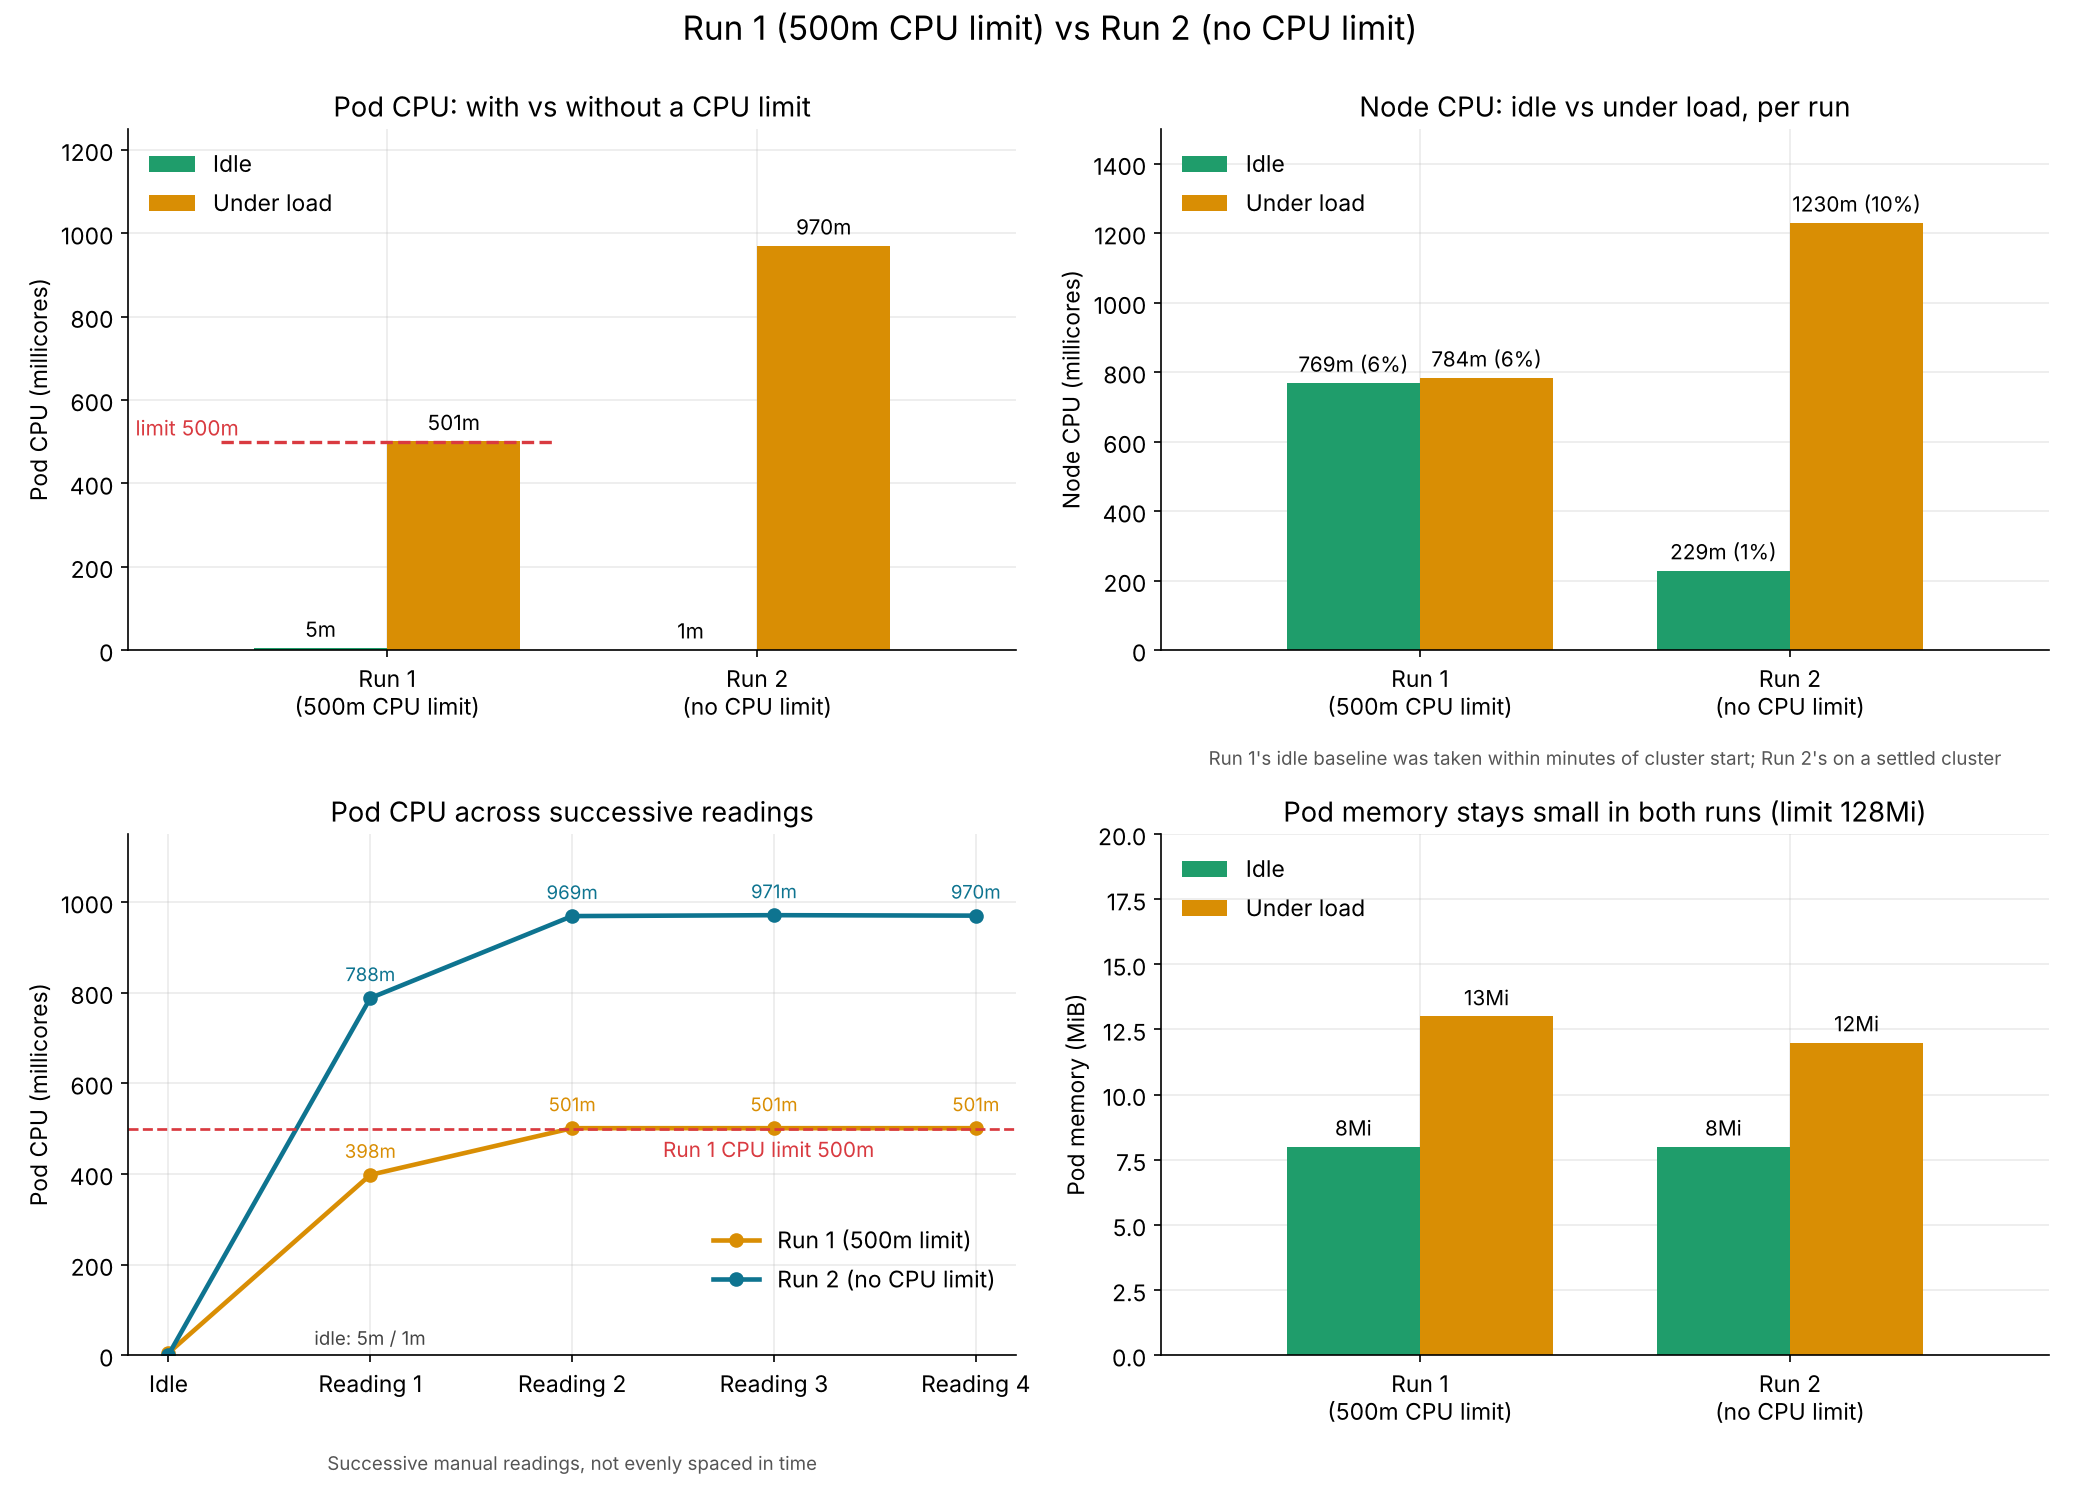 Run 1 (500m CPU limit) vs Run 2 (no CPU limit)
Pod CPU: with vs without a CPU limit
Pod CPU (millicores)
1200
1000
800
600
400
200
0
Idle
Under load
limit 500m
5m
501m
1m
970m
Run 1
(500m CPU limit)
Run 2
(no CPU limit)
Node CPU: idle vs under load, per run
Node CPU (millicores)
1400
1200
1000
800
600
400
200
0
Idle
Under load
769m (6%)
784m (6%)
229m (1%)
1230m (10%)
Run 1
(500m CPU limit)
Run 2
(no CPU limit)
Run 1's idle baseline was taken within minutes of cluster start; Run 2's on a settled cluster
Pod CPU across successive readings
Pod CPU (millicores)
1000
800
600
400
200
0
788m
969m
971m
970m
398m
501m
501m
501m
Run 1 CPU limit 500m
Run 1 (500m limit)
Run 2 (no CPU limit)
idle: 5m / 1m
Idle
Reading 1
Reading 2
Reading 3
Reading 4
Successive manual readings, not evenly spaced in time
Pod memory stays small in both runs (limit 128Mi)
Pod memory (MiB)
20.0
17.5
15.0
12.5
10.0
7.5
5.0
2.5
0.0
Idle
Under load
8Mi
13Mi
8Mi
12Mi
Run 1
(500m CPU limit)
Run 2
(no CPU limit)